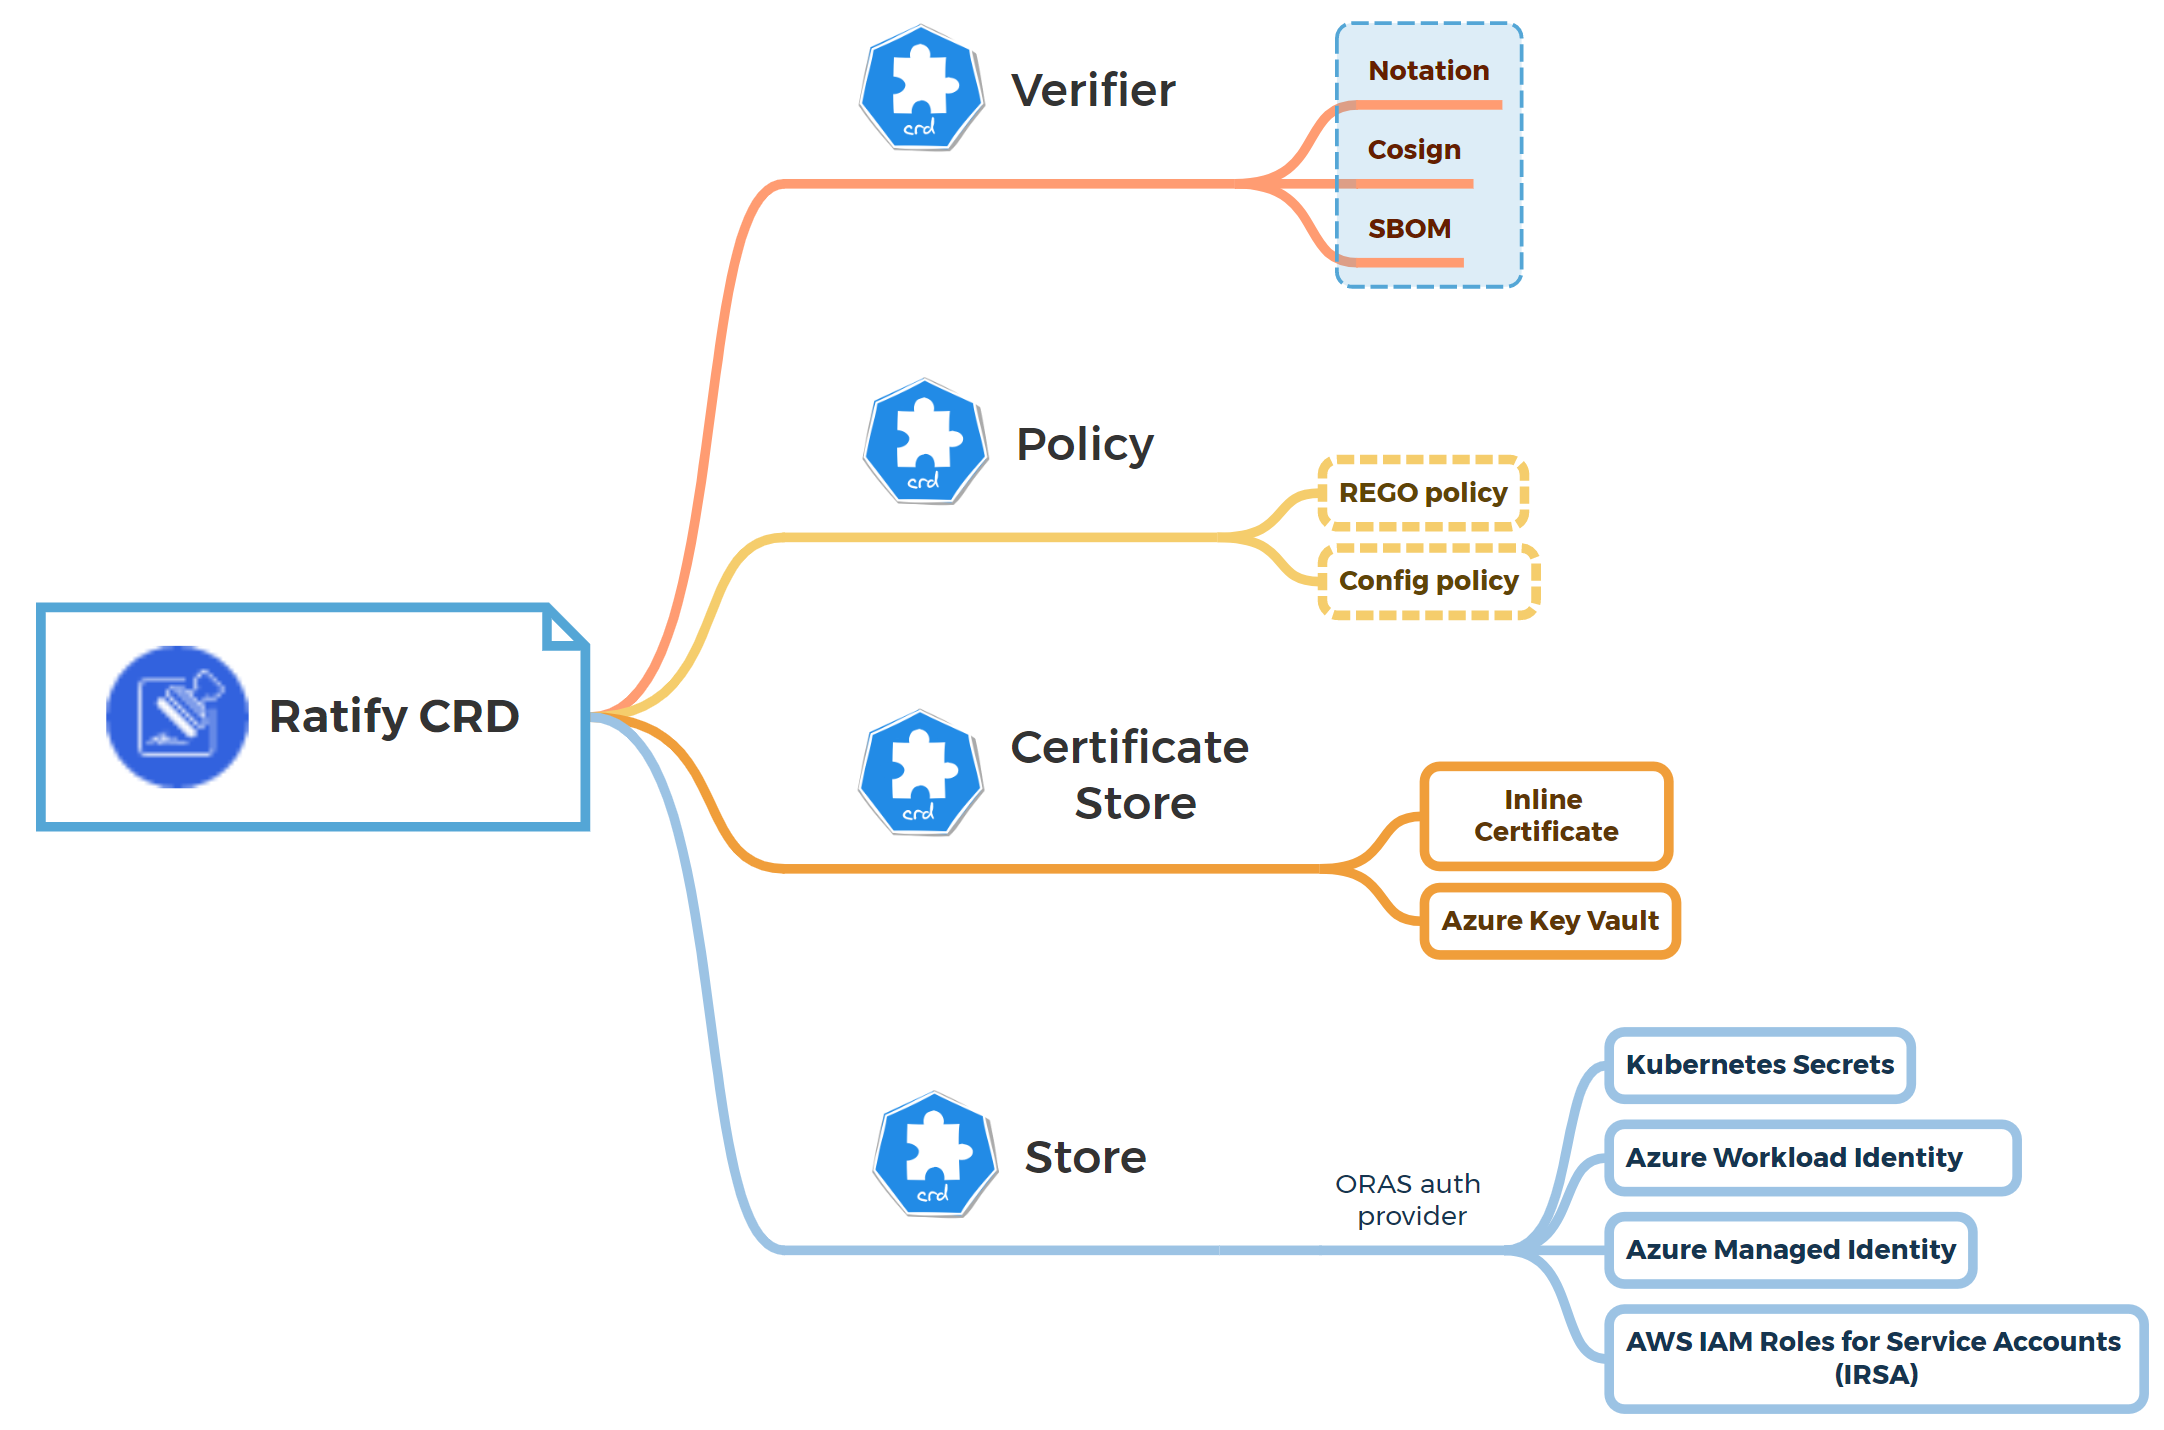 Verifier
crd
Notation
Cosign
SBOM
Policy
crd
REGO policy
Config policy
Ratify CRD
Certificate
Store
crd
Inline
Certificate
Azure Key Vault
Store
crd
ORAS auth
provider
Kubernetes Secrets
Azure Workload Identity
Azure Managed Identity
AWS IAM Roles for Service Accounts
(IRSA)